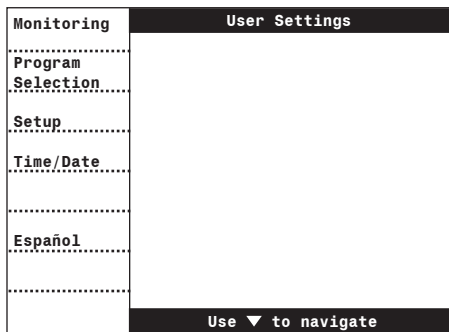 Monitoring
User Settings
Program
Selection
Setup
Time/Date
Español
Use ▼ to navigate